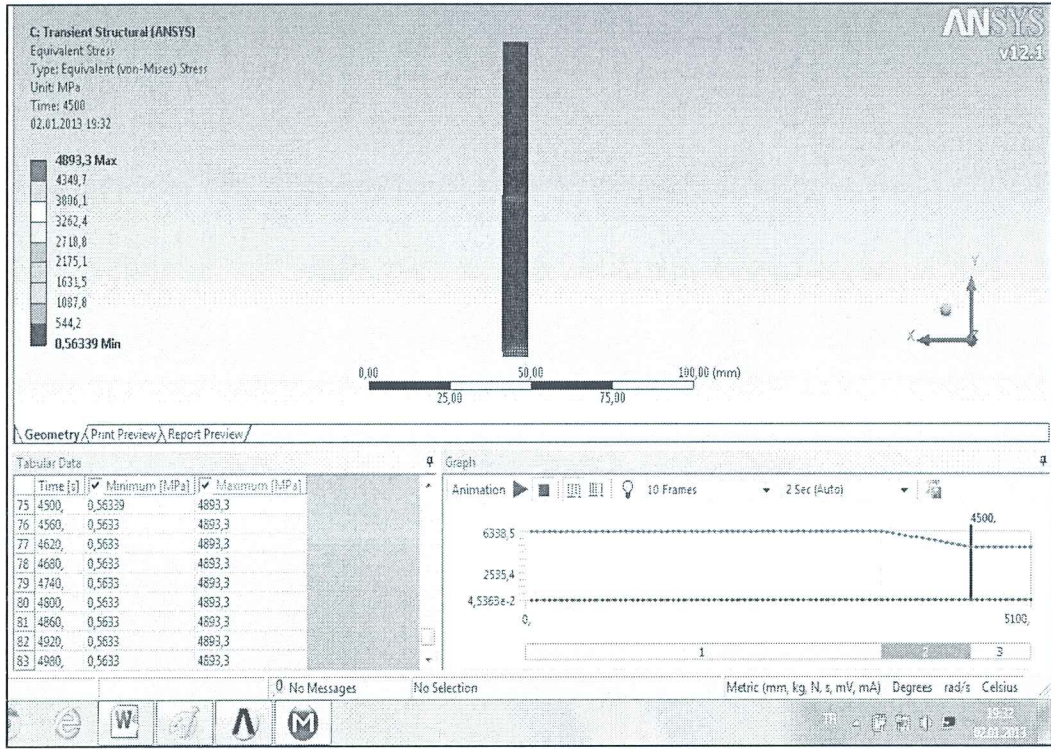 ANSYS
v12.1
C: Transient Structural (ANSYS)
Equivalent Stress
Type: Equivalent (von-Mises) Stress
Unit: MPa
Time: 4500
02.01.2013 19:32
4893,3 Max
4349,7
3806,1
3262,4
2718,8
2175,1
1631,5
1087,8
544,2
0,56339 Min
Y
X
0,00 50,00 100,00 (mm)
25,00 75,00
Geometry Print Preview Report Preview
Tabular Data
Time [s] Minimum [MPa] Maximum [MPa]
75 4500, 0,56339 4893,3
76 4560, 0,5633 4893,3
77 4620, 0,5633 4893,3
78 4680, 0,5633 4893,3
79 4740, 0,5633 4893,3
80 4800, 0,5633 4893,3
81 4860, 0,5633 4893,3
82 4920, 0,5633 4893,3
83 4980, 0,5633 4893,3
Graph
Animation 10 Frames 2 Sec (Auto)
4500,
6338,5
2535,4
4,5363e-2
0, 5100,
1 2 3
0 No Messages No Selection Metric (mm, kg, N, s, mV, mA) Degrees rad/s Celsius
W M TR 19:32
02.01.2013